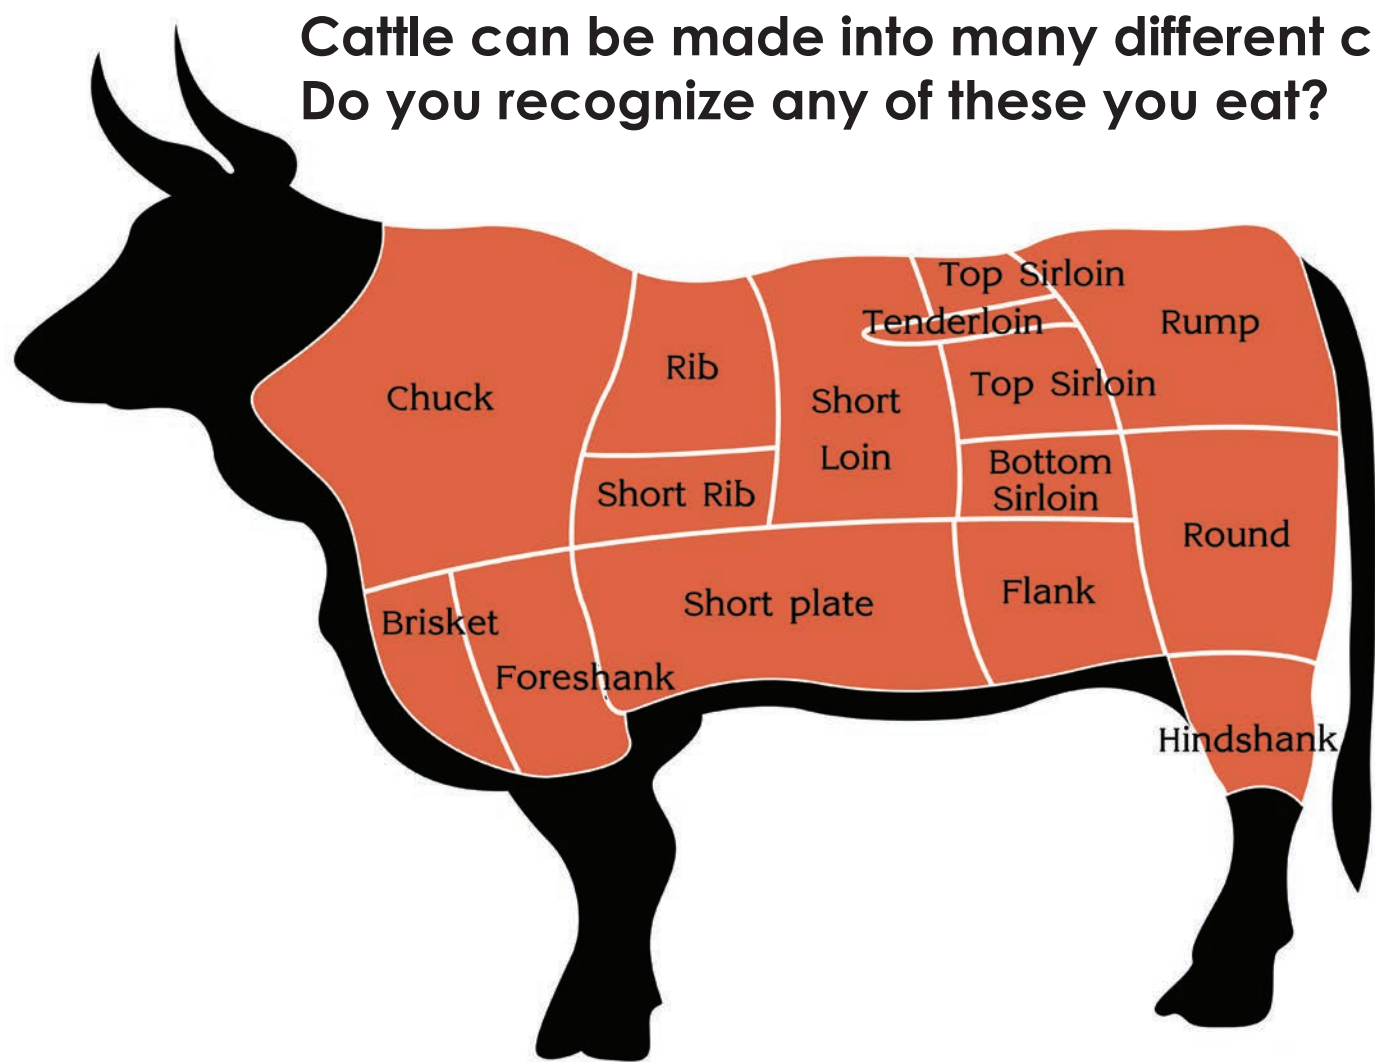 Cattle can be made into many different c
Do you recognize any of these you eat?
Top Sirloin
Tenderloin
Rump
Rib
Top Sirloin
Chuck
Short
Loin
Bottom
Sirloin
Short Rib
Round
Flank
Short plate
Brisket
Foreshank
Hindshank